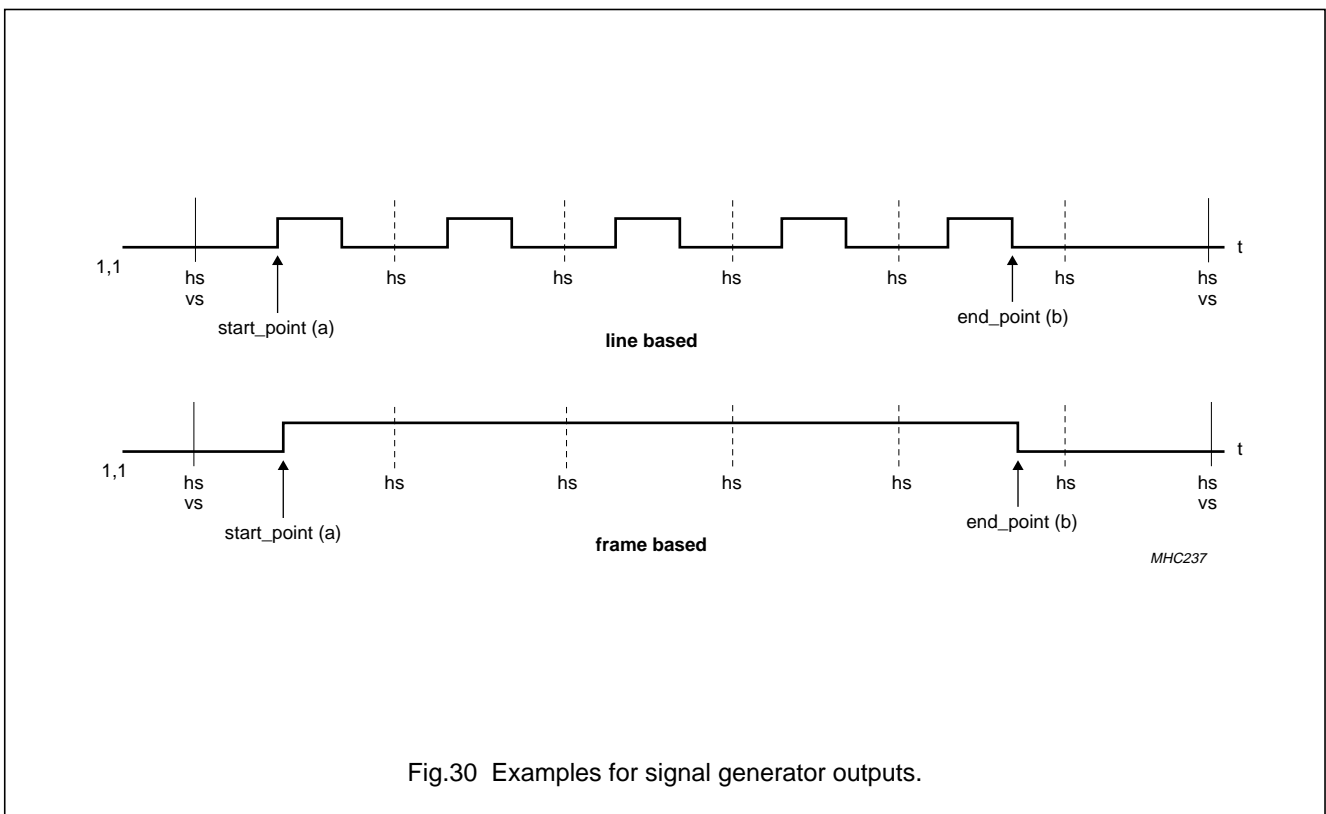 t
1,1
hs hs hs hs hs hs hs
vs vs
start_point (a) end_point (b)
line based
t
1,1
hs hs hs hs hs hs hs
vs vs
start_point (a) end_point (b)
frame based
MHC237
Fig.30 Examples for signal generator outputs.